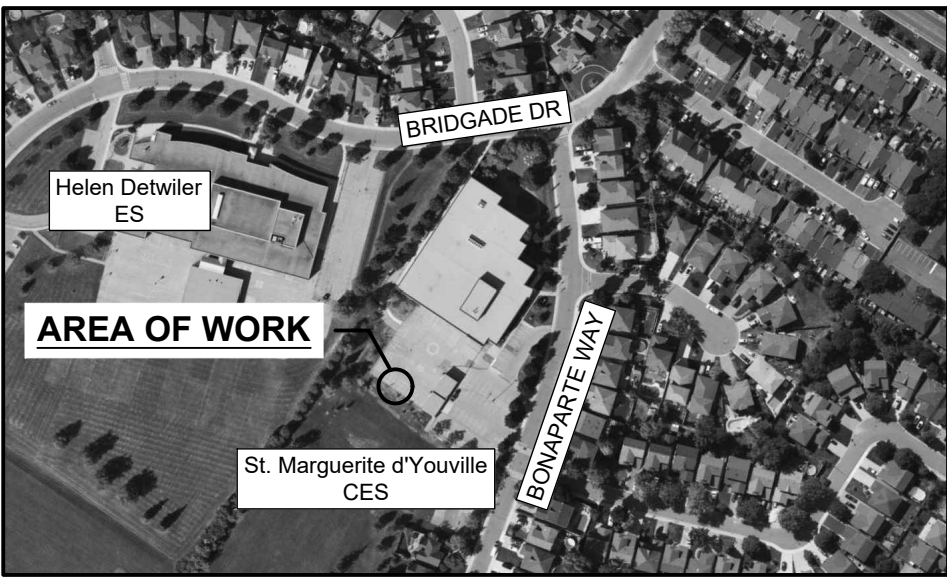 BRIDGADE DR
Helen Detwiler
ES
AREA OF WORK
BONAPARTE WAY
St. Marguerite d'Youville
CES